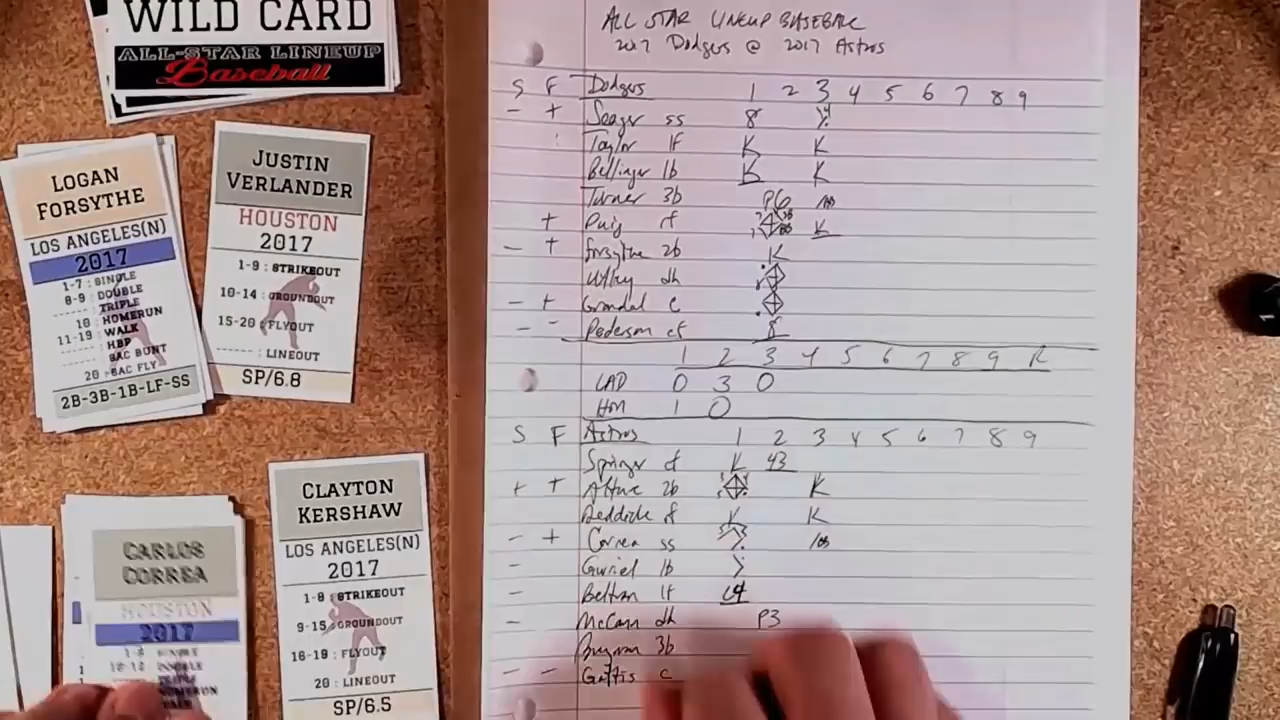 WILD CARD
ALL-STAR LINEUP
Baseball
LOGAN
FORSYTHE
LOS ANGELES(N)
2017
1-7 : SINGLE
8-9 : DOUBLE
TRIPLE
10 : HOMERUN
11-19 : WALK
HBP
SAC BUNT
20 : SAC FLY
2B-3B-1B-LF-SS
JUSTIN
VERLANDER
HOUSTON
2017
1-9 : STRIKEOUT
10-14 : GROUNDOUT
15-20 : FLYOUT
------ : LINEOUT
SP/6.8
CARLOS
CORREA
HOUSTON
2017
SINGLE
DOUBLE
CLAYTON
KERSHAW
LOS ANGELES(N)
2017
1-8 : STRIKEOUT
9-15 : GROUNDOUT
16-19 : FLYOUT
20 : LINEOUT
SP/6.5
ALL STAR LINEUP BASEBALL
2017 Dodgers @ 2017 Astros
S F Dodgers 1 2 3 4 5 6 7 8 9
- + Seager ss 8
Taylor lf K K
Bellinger 1b K K
Turner 3b P6
+ Puig rf K
- + Forsythe 2b K
Utley dh
- + Grandal c
- - Pederson cf 8
1 2 3 4 5 6 7 8 9 R
LAD 0 3 0
HOU 1 0
S F Astros 1 2 3 4 5 6 7 8 9
Springer cf K 43
+ + Altuve 2b K
Reddick rf K K
- + Correa ss
- Gurriel 1b
- Beltran lf L4
- McCann dh P3
Bregman 3b
- - Gattis c